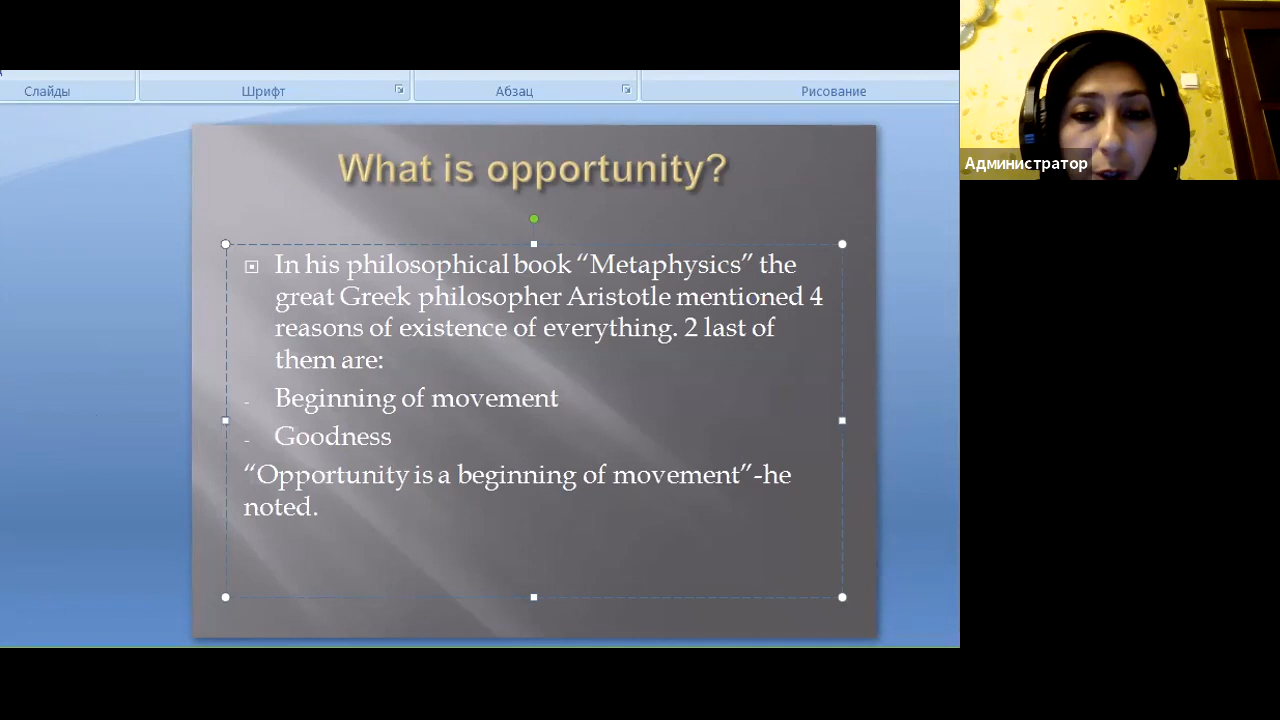 Слайды Шрифт Абзац Рисование
What is opportunity?
In his philosophical book “Metaphysics” the
great Greek philosopher Aristotle mentioned 4
reasons of existence of everything. 2 last of
them are:
- Beginning of movement
- Goodness
“Opportunity is a beginning of movement”-he
noted.
Администратор